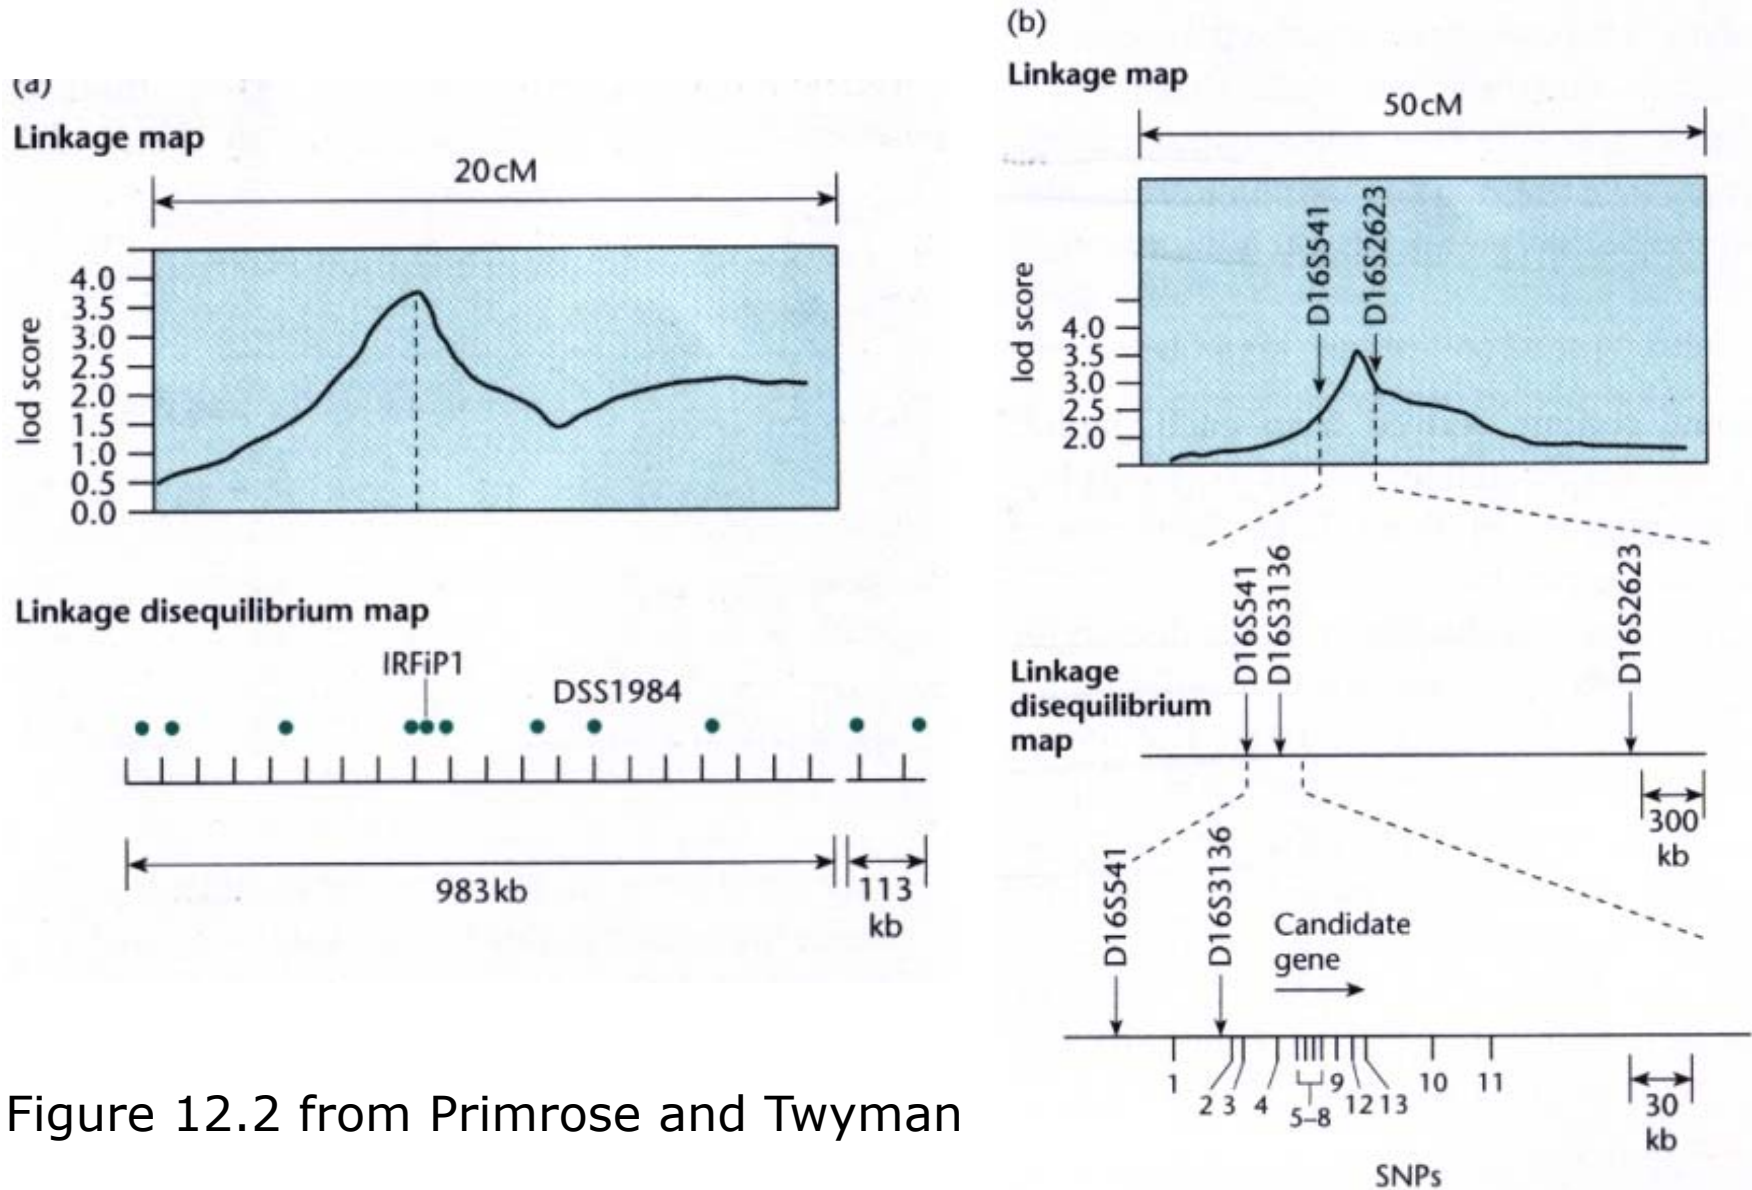 (a)
Linkage map
20cM
lod score
4.0
3.5
3.0
2.5
2.0
1.5
1.0
0.5
0.0
Linkage disequilibrium map
IRFiP1
DSS1984
983kb
113
kb
Figure 12.2 from Primrose and Twyman
(b)
Linkage map
50cM
lod score
4.0
3.5
3.0
2.5
2.0
D16S541
D16S2623
D16S541
D16S3136
D16S2623
Linkage
disequilibrium
map
300
kb
D16S541
D16S3136
Candidate
gene
1
2 3 4
5–8
9
12 13
10
11
30
kb
SNPs